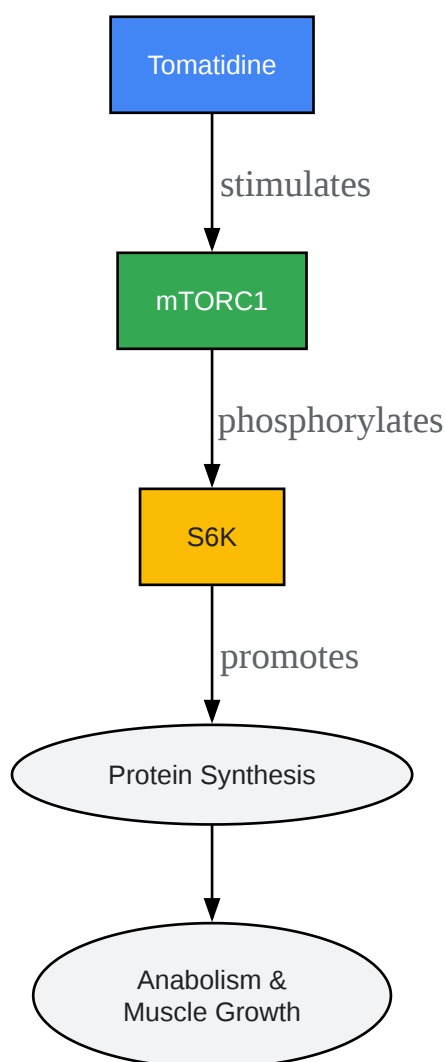 Tomatidine
stimulates
mTORC1
phosphorylates
S6K
promotes
Protein Synthesis
Anabolism &
Muscle Growth